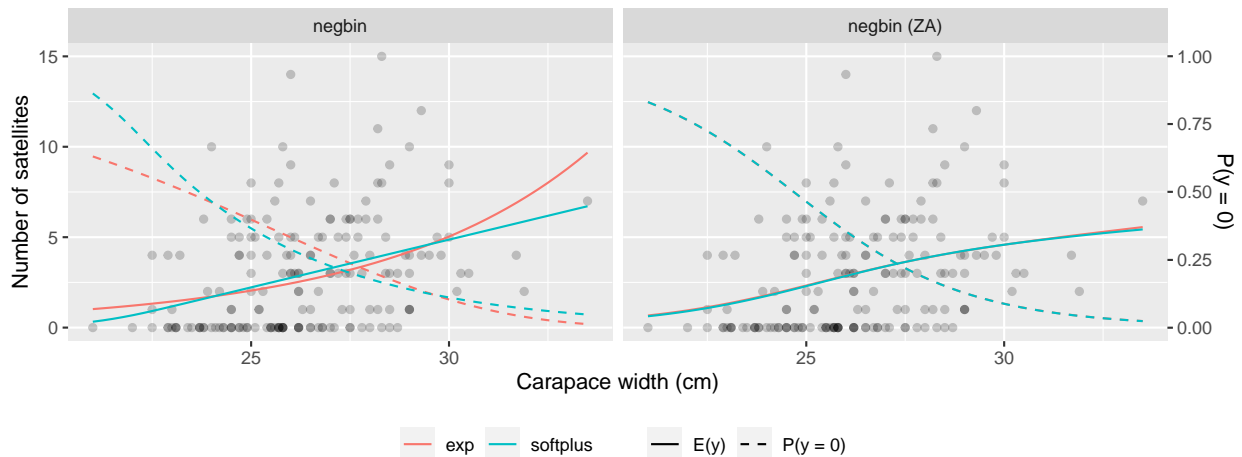 negbin
negbin (ZA)
Number of satellites
15
10
5
0
1.00
0.75
0.50
0.25
0.00
P(y = 0)
25
30
25
30
Carapace width (cm)
exp
softplus
E(y)
P(y = 0)